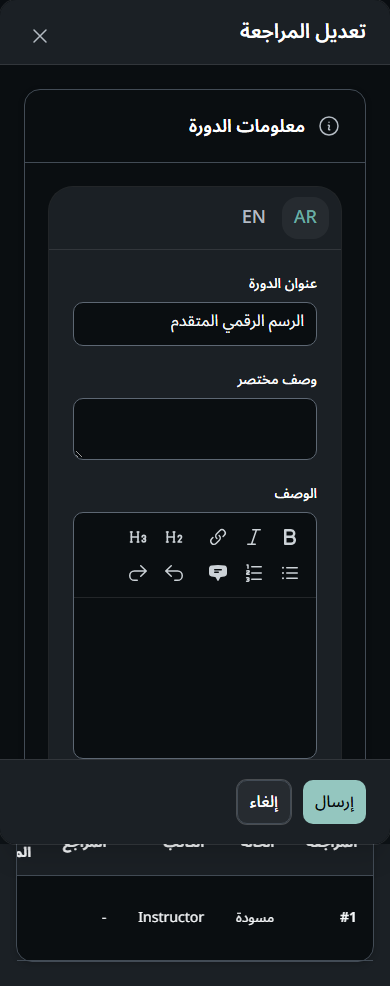 تعديل المراجعة
معلومات الدورة
AR EN
عنوان الدورة
الرسم الرقمي المتقدم
وصف مختصر
الوصف
B I H2 H3
إرسال إلغاء
#1 مسودة Instructor -